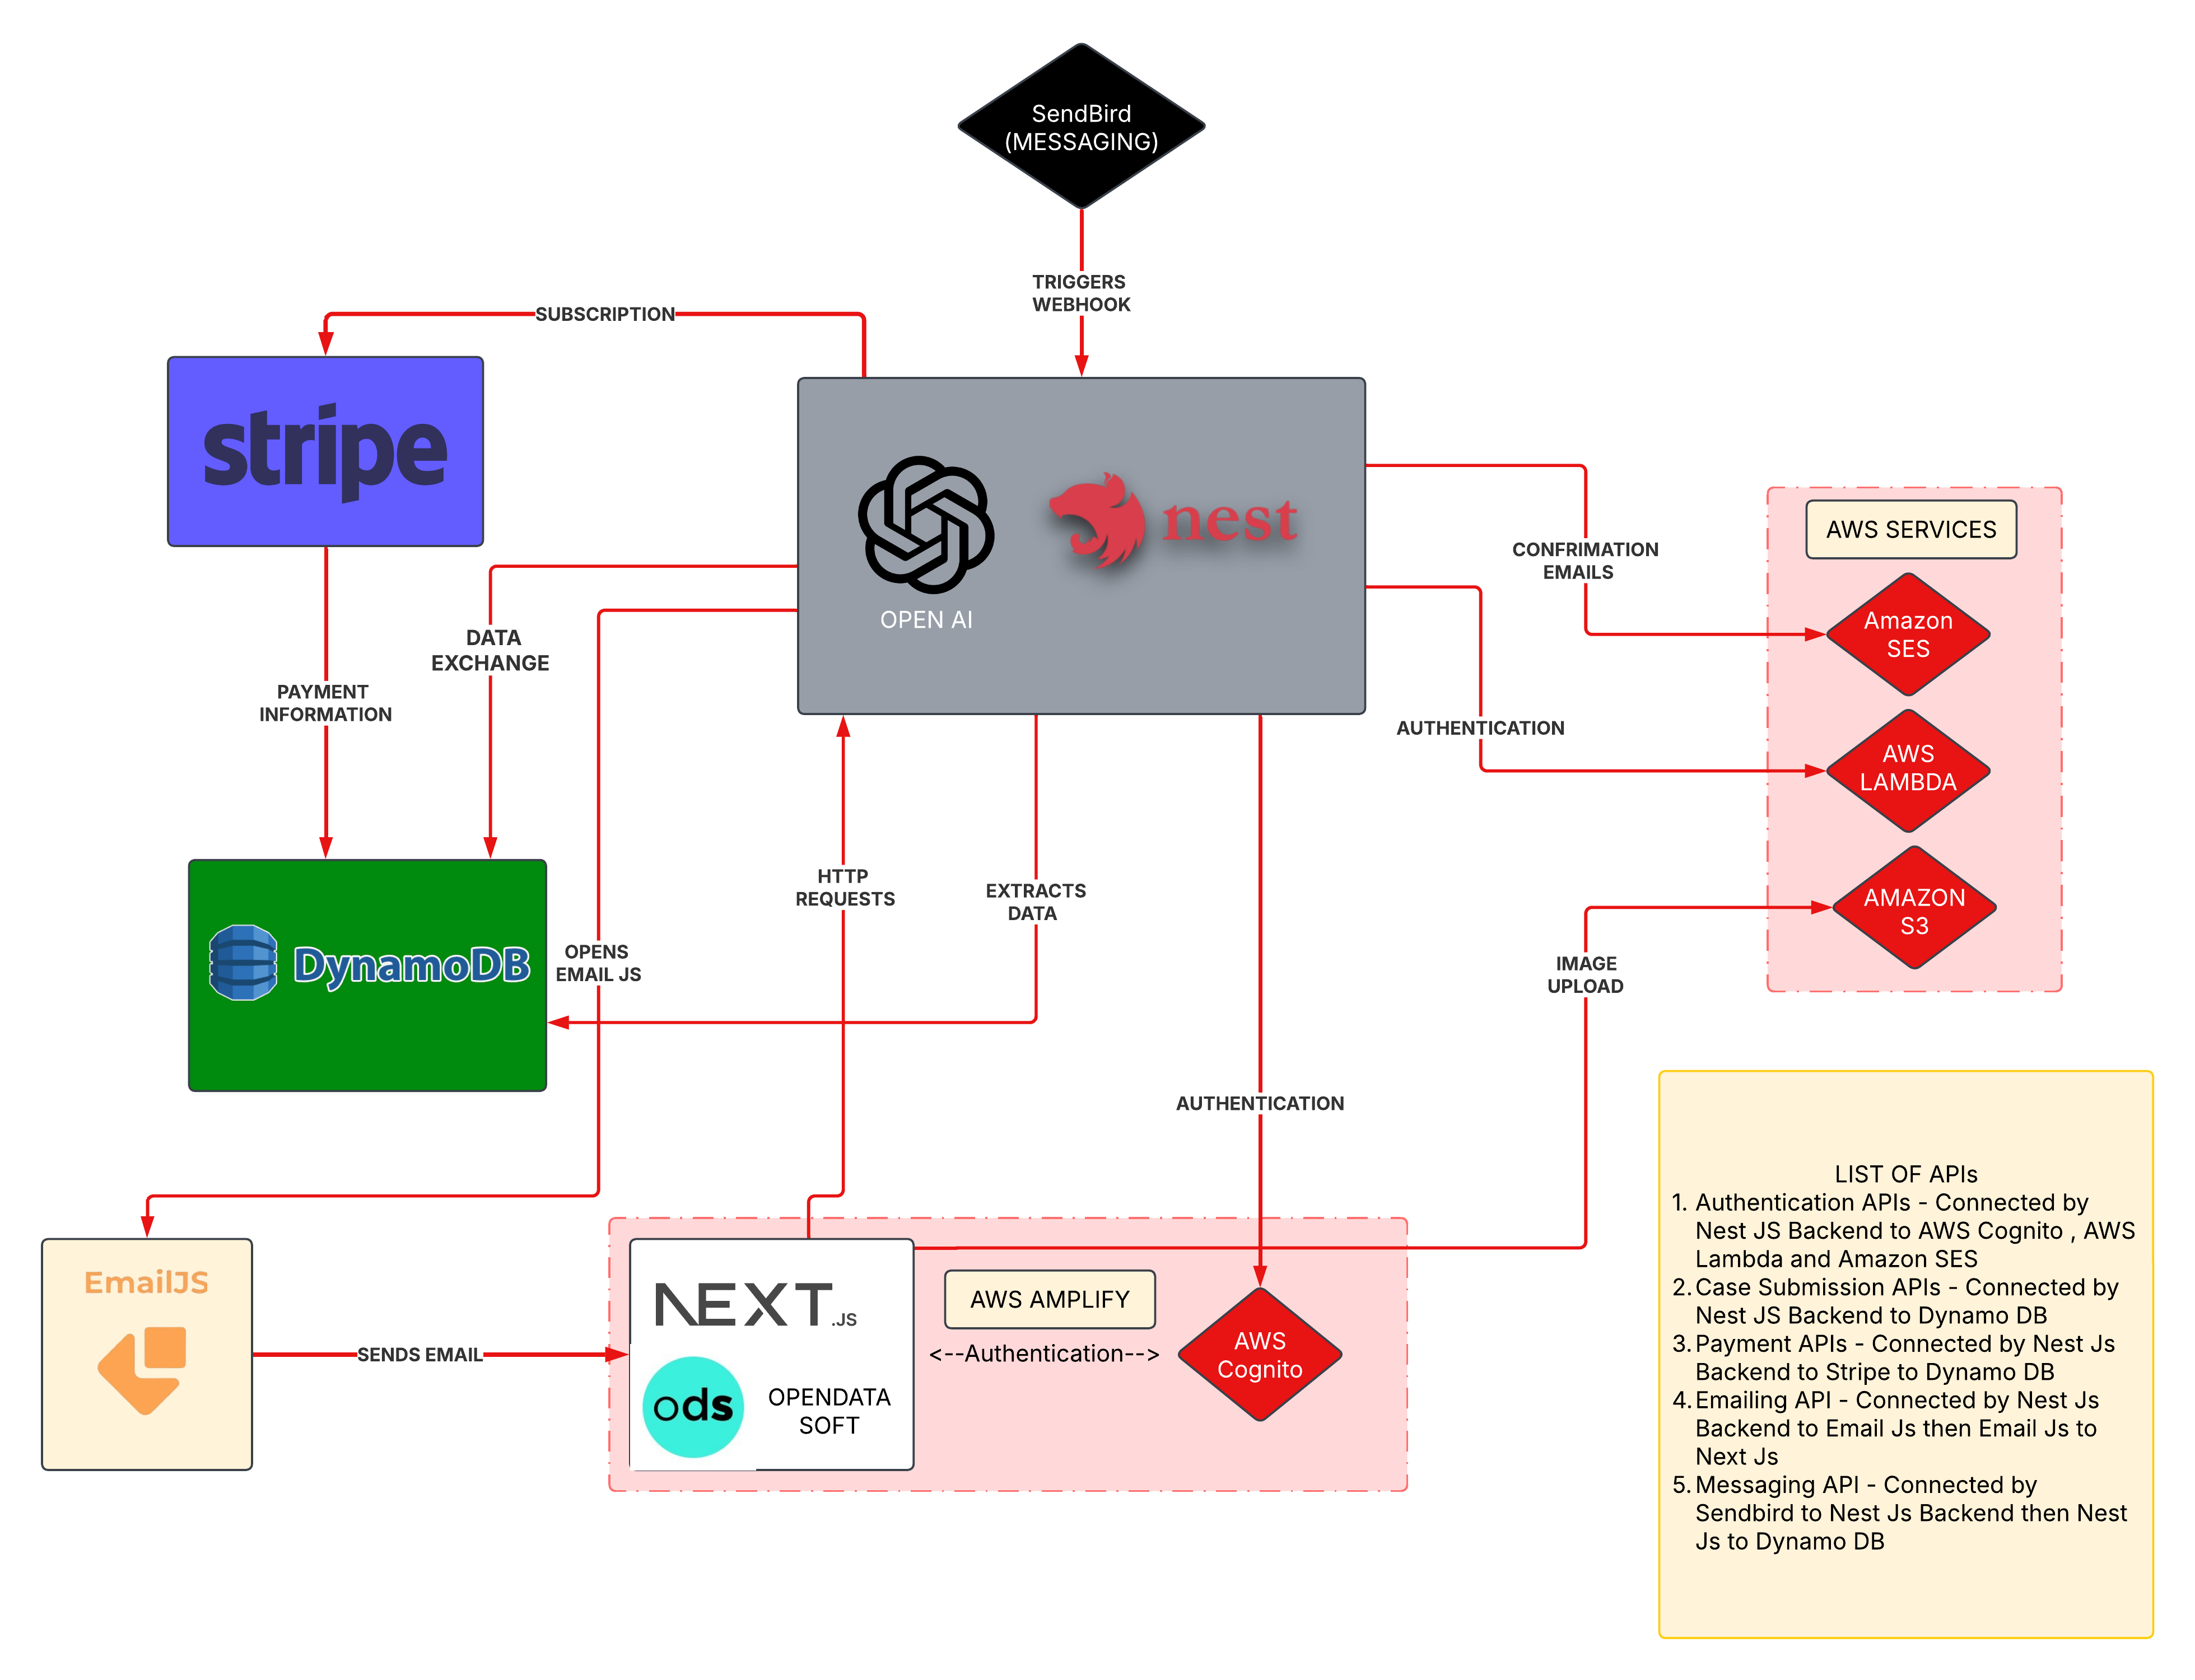 SendBird
(MESSAGING)
TRIGGERS
WEBHOOK
SUBSCRIPTION
stripe
nest
OPEN AI
CONFRIMATION
EMAILS
AWS SERVICES
Amazon
SES
DATA
EXCHANGE
PAYMENT
INFORMATION
AUTHENTICATION
AWS
LAMBDA
HTTP
REQUESTS
EXTRACTS
DATA
AMAZON
S3
DynamoDB
OPENS
EMAIL JS
IMAGE
UPLOAD
AUTHENTICATION
EmailJS
SENDS EMAIL
NEXT.JS
ods
OPENDATA
SOFT
AWS AMPLIFY
<--Authentication-->
AWS
Cognito
LIST OF APIs
1. Authentication APIs - Connected by
Nest JS Backend to AWS Cognito , AWS
Lambda and Amazon SES
2. Case Submission APIs - Connected by
Nest JS Backend to Dynamo DB
3. Payment APIs - Connected by Nest Js
Backend to Stripe to Dynamo DB
4. Emailing API - Connected by Nest Js
Backend to Email Js then Email Js to
Next Js
5. Messaging API - Connected by
Sendbird to Nest Js Backend then Nest
Js to Dynamo DB